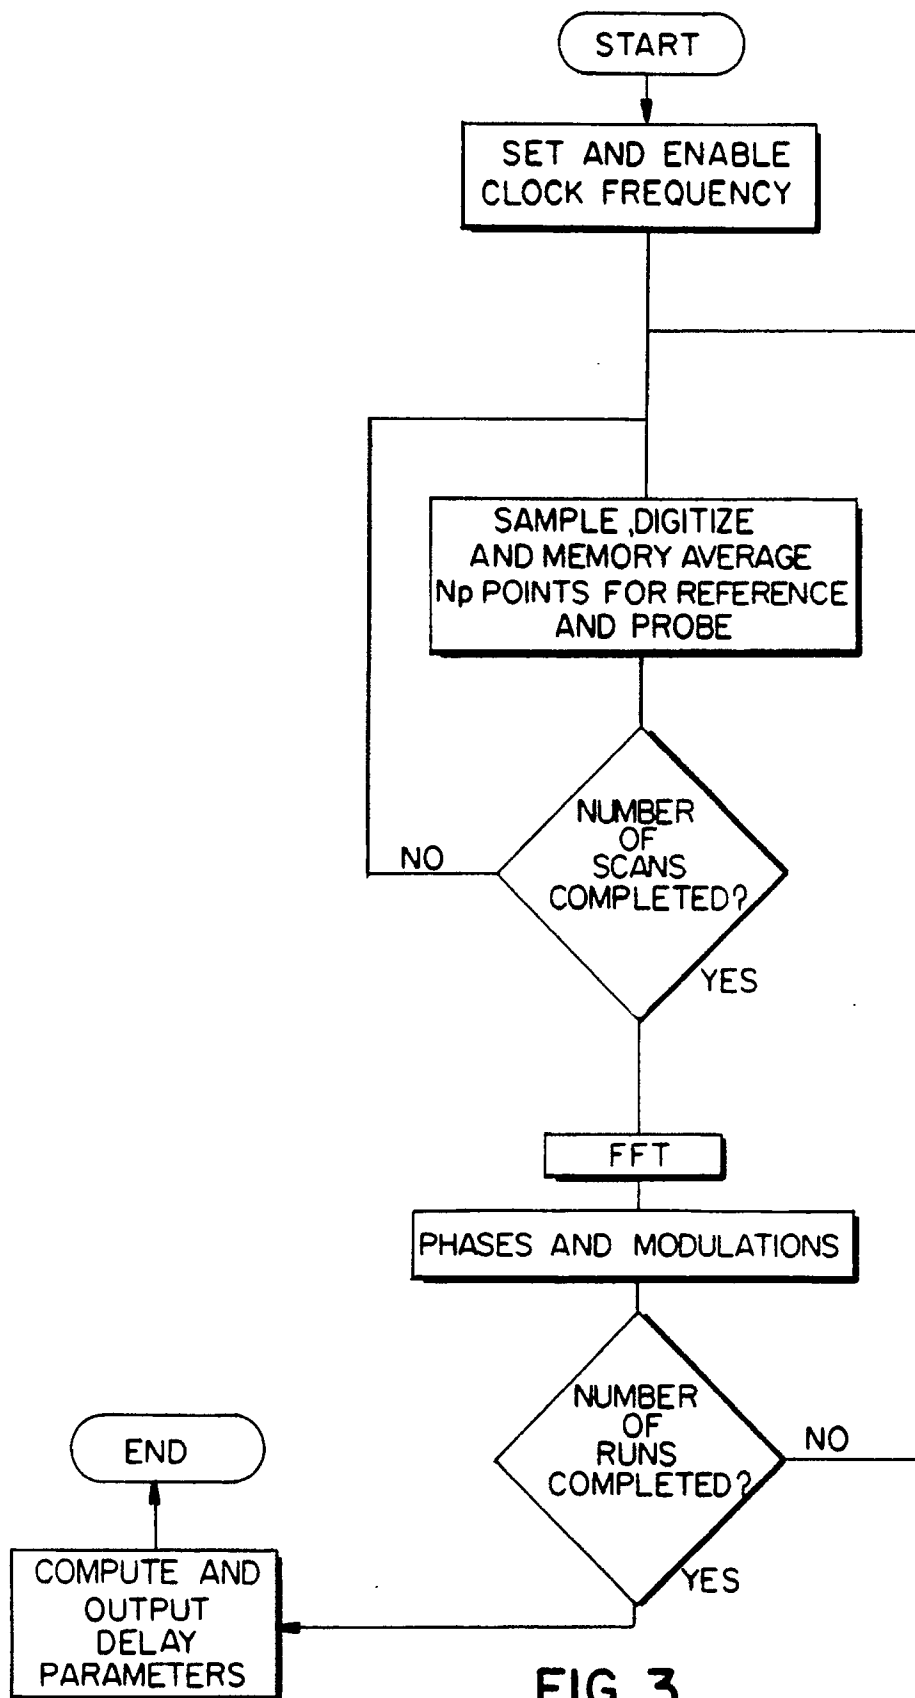 START
SET AND ENABLE
CLOCK FREQUENCY
SAMPLE, DIGITIZE
AND MEMORY AVERAGE
Np POINTS FOR REFERENCE
AND PROBE
NUMBER
OF
SCANS
COMPLETED?
NO
YES
FFT
PHASES AND MODULATIONS
NUMBER
OF
RUNS
COMPLETED?
NO
YES
END
COMPUTE AND
OUTPUT
DELAY
PARAMETERS
FIG. 3